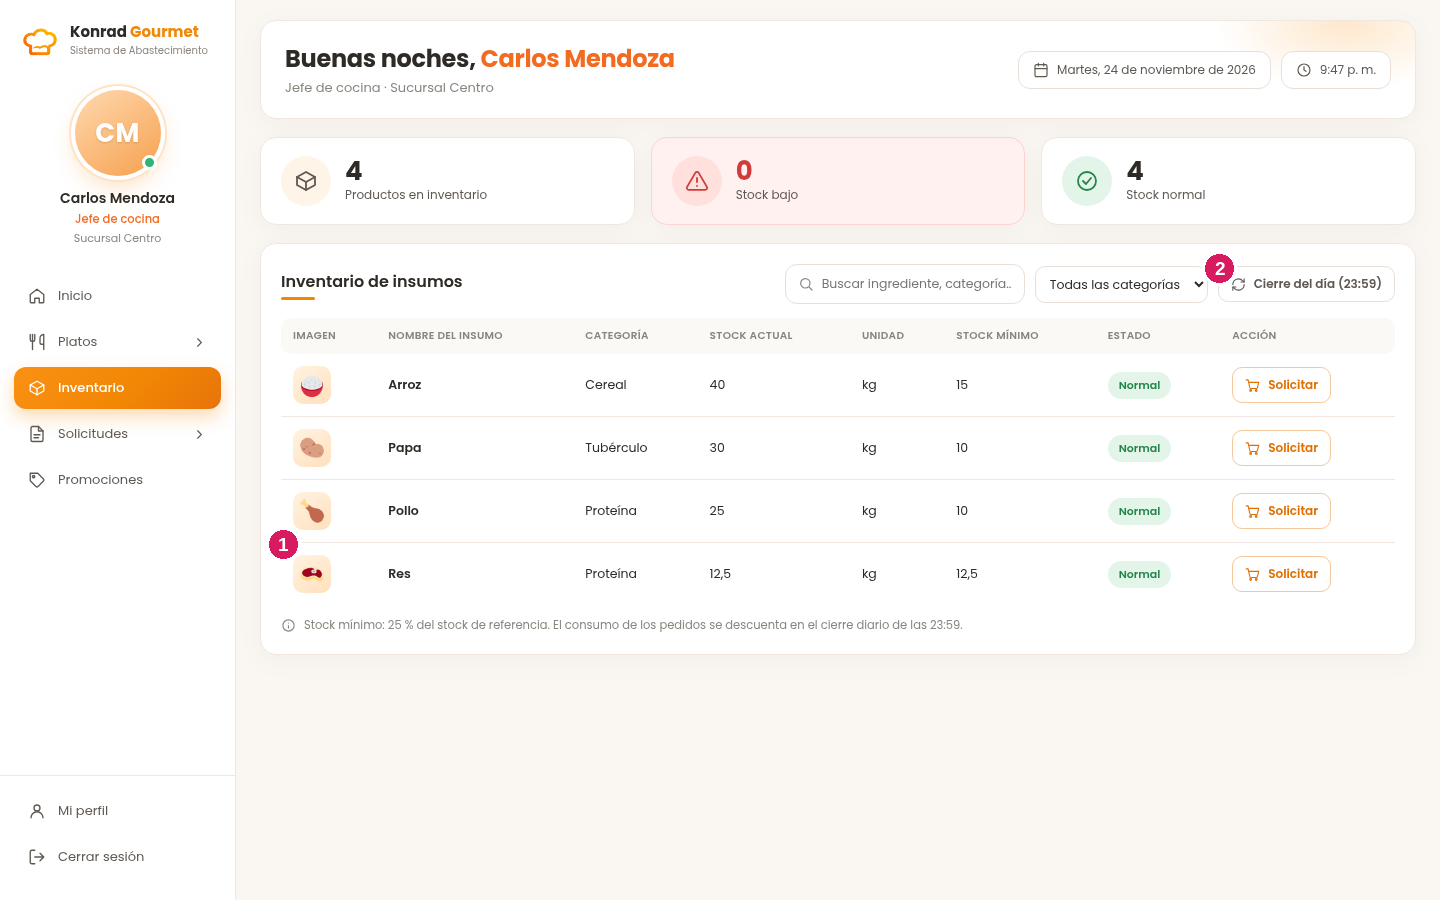 Konrad Gourmet
Sistema de Abastecimiento
CM
Carlos Mendoza
Jefe de cocina
Sucursal Centro
Inicio
Platos
Inventario
Solicitudes
Promociones
Mi perfil
Cerrar sesión
Buenas noches, Carlos Mendoza
Jefe de cocina · Sucursal Centro
Martes, 24 de noviembre de 2026
9:47 p. m.
4
Productos en inventario
0
Stock bajo
4
Stock normal
Inventario de insumos
Buscar ingrediente, categoría..
Todas las categorías
2
Cierre del día (23:59)
IMAGEN NOMBRE DEL INSUMO CATEGORÍA STOCK ACTUAL UNIDAD STOCK MÍNIMO ESTADO ACCIÓN
Arroz Cereal 40 kg 15 Normal Solicitar
Papa Tubérculo 30 kg 10 Normal Solicitar
Pollo Proteína 25 kg 10 Normal Solicitar
1
Res Proteína 12,5 kg 12,5 Normal Solicitar
Stock mínimo: 25 % del stock de referencia. El consumo de los pedidos se descuenta en el cierre diario de las 23:59.